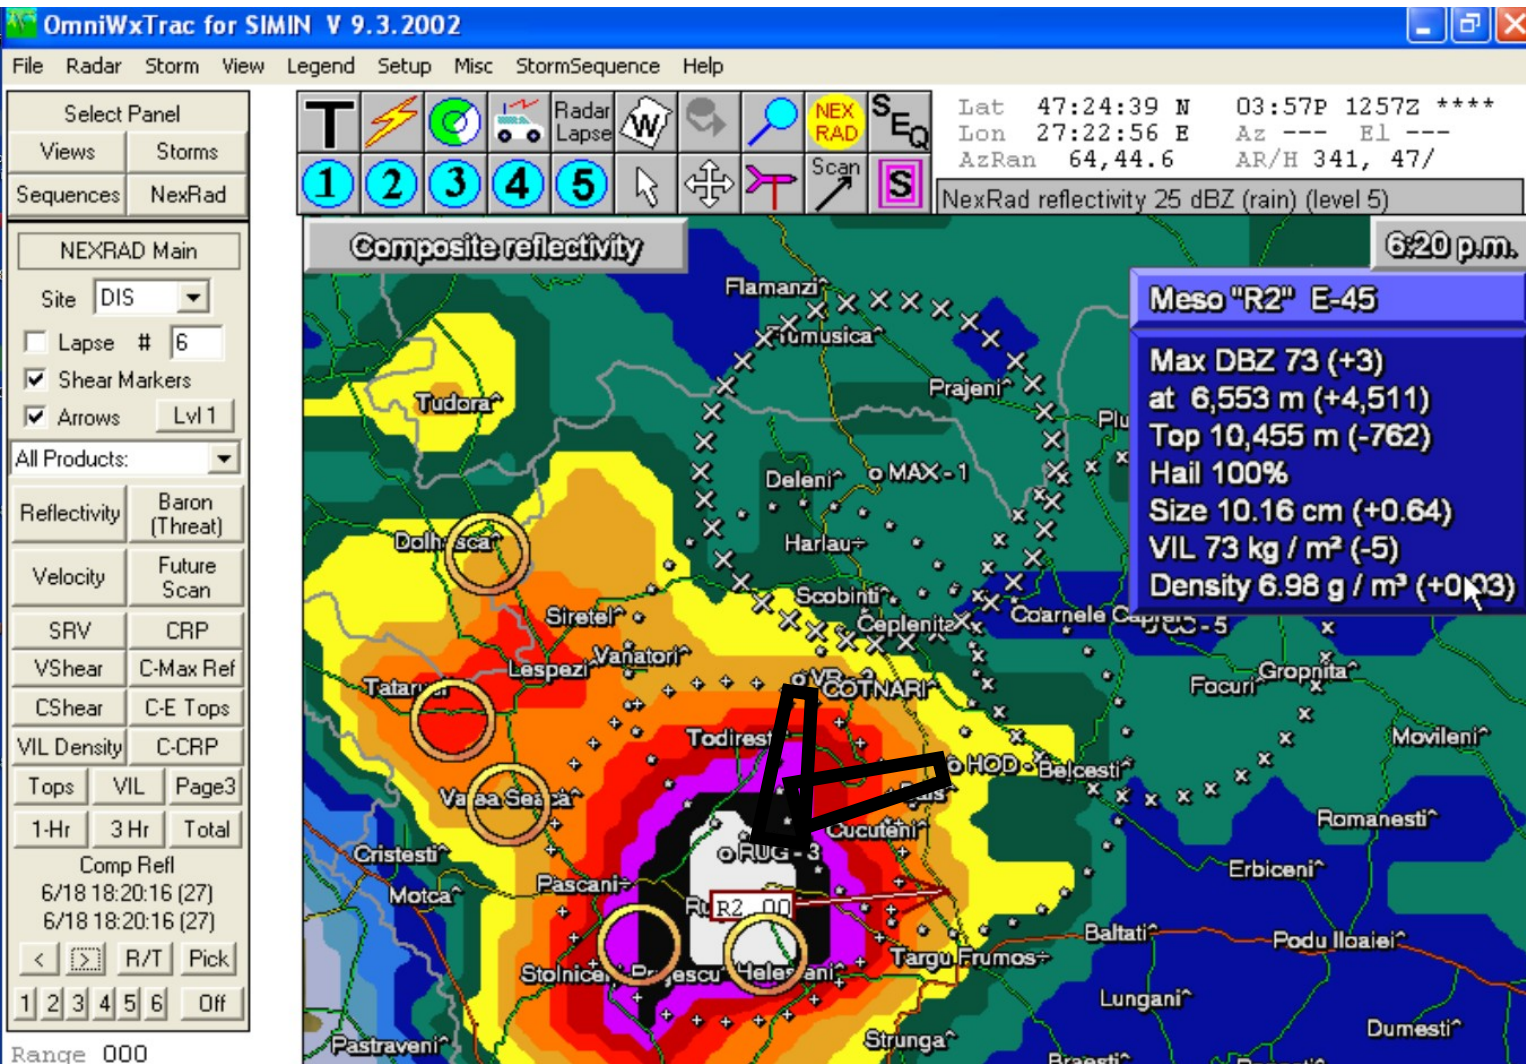 OmniWxTrac for SIMIN V 9.3.2002
File Radar Storm View Legend Setup Misc StormSequence Help
Select Panel
Views Storms
Sequences NexRad
T Radar Lapse W NEX RAD SEQ
1 2 3 4 5 Scan S
Lat 47:24:39 N 03:57P 1257Z ****
Lon 27:22:56 E Az --- El ---
AzRan 64,44.6 AR/H 341, 47/
NexRad reflectivity 25 dBZ (rain) (level 5)
NEXRAD Main
Site DIS
Lapse # 6
Shear Markers
Arrows Lvl 1
All Products:
Reflectivity Baron (Threat)
Velocity Future Scan
SRV CRP
VShear C-Max Ref
CShear C-E Tops
VIL Density C-CRP
Tops VIL Page3
1-Hr 3 Hr Total
Comp Refl
6/18 18:20:16 (27)
6/18 18:20:16 (27)
< > R/T Pick
1 2 3 4 5 6 Off
Range 000
Composite reflectivity
6:20 p.m.
Meso "R2" E-45
Max DBZ 73 (+3)
at 6,553 m (+4,511)
Top 10,455 m (-762)
Hail 100%
Size 10.16 cm (+0.64)
VIL 73 kg / m² (-5)
Density 6.98 g / m³ (+0.03)
Flamanzi^
Prajeni^
Tudora^
Deleni^ MAX - 1
Harlau÷
Scobinti^
Siretel^
Ceplenita
Coarnele
Vanatori^
Lespezi
Gropnita^
Focuri^
COTNARI^
Todirest
Movileni^
HOD - Belcesti^
Romanesti^
Cucuteni^
RUG - 3
Cristesti^
Erbiceni^
Pascani÷
Motca^
R2 00
Baltati^
Podu Iloaiei^
Targu Frumos÷
Lungani^
Dumesti^
Strunga^
Pastraveni^